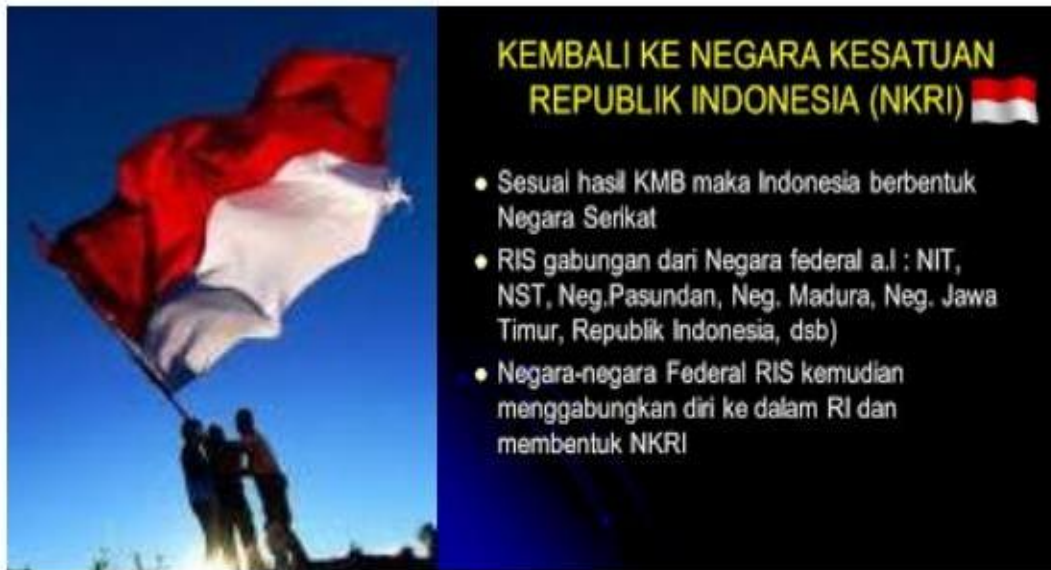 KEMBALI KE NEGARA KESATUAN
REPUBLIK INDONESIA (NKRI)
• Sesuai hasil KMB maka Indonesia berbentuk
Negara Serikat
• RIS gabungan dari Negara federal a.l : NIT,
NST, Neg.Pasundan, Neg. Madura, Neg. Jawa
Timur, Republik Indonesia, dsb)
• Negara-negara Federal RIS kemudian
menggabungkan diri ke dalam RI dan
membentuk NKRI